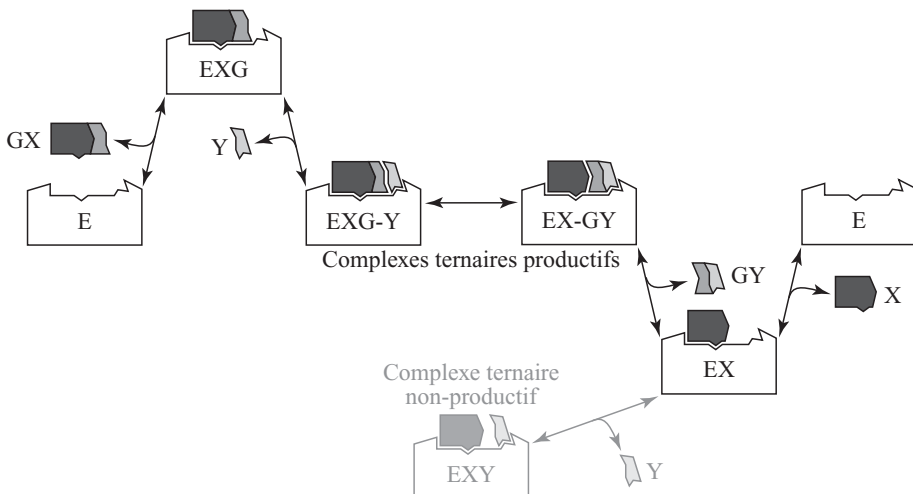 EXG
GX
Y
E
EXG-Y
EX-GY
E
Complexes ternaires productifs
GY
X
EX
Complexe ternaire
non-productif
EXY
Y